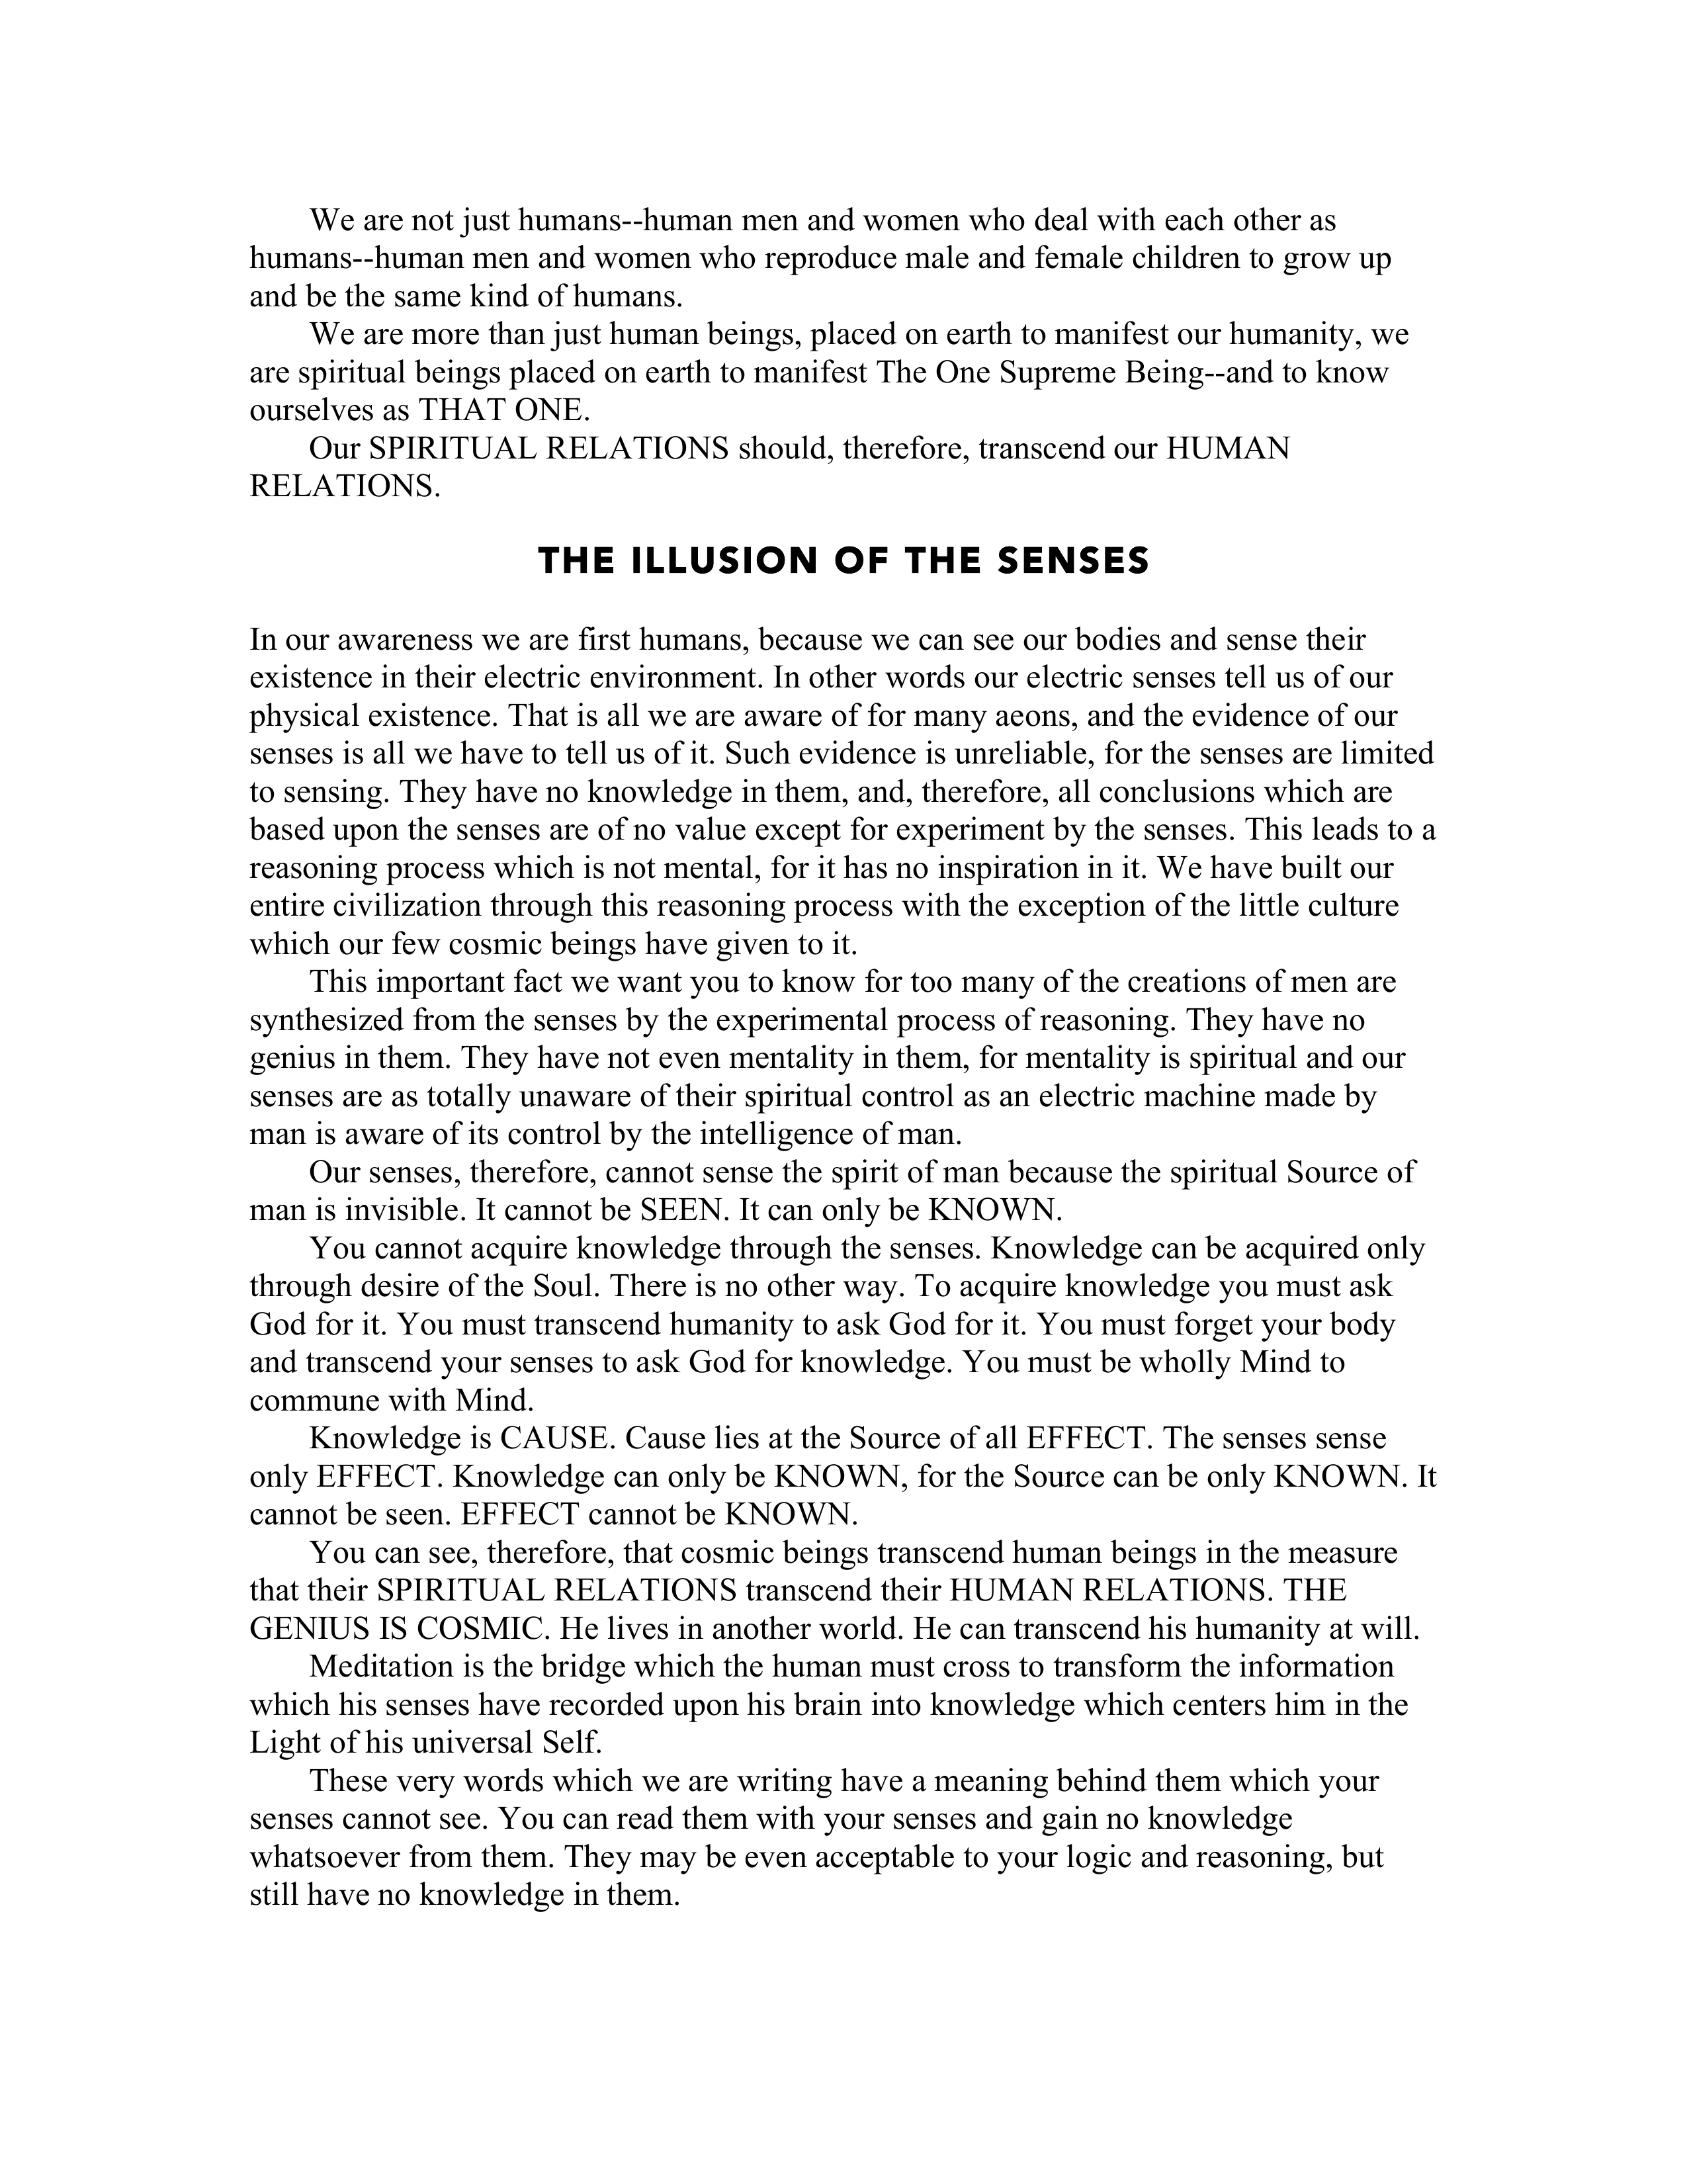 We are not just humans--human men and women who deal with each other as
humans--human men and women who reproduce male and female children to grow up
and be the same kind of humans.
We are more than just human beings, placed on earth to manifest our humanity, we
are spiritual beings placed on earth to manifest The One Supreme Being--and to know
ourselves as THAT ONE.
Our SPIRITUAL RELATIONS should, therefore, transcend our HUMAN
RELATIONS.
THE ILLUSION OF THE SENSES
In our awareness we are first humans, because we can see our bodies and sense their
existence in their electric environment. In other words our electric senses tell us of our
physical existence. That is all we are aware of for many aeons, and the evidence of our
senses is all we have to tell us of it. Such evidence is unreliable, for the senses are limited
to sensing. They have no knowledge in them, and, therefore, all conclusions which are
based upon the senses are of no value except for experiment by the senses. This leads to a
reasoning process which is not mental, for it has no inspiration in it. We have built our
entire civilization through this reasoning process with the exception of the little culture
which our few cosmic beings have given to it.
This important fact we want you to know for too many of the creations of men are
synthesized from the senses by the experimental process of reasoning. They have no
genius in them. They have not even mentality in them, for mentality is spiritual and our
senses are as totally unaware of their spiritual control as an electric machine made by
man is aware of its control by the intelligence of man.
Our senses, therefore, cannot sense the spirit of man because the spiritual Source of
man is invisible. It cannot be SEEN. It can only be KNOWN.
You cannot acquire knowledge through the senses. Knowledge can be acquired only
through desire of the Soul. There is no other way. To acquire knowledge you must ask
God for it. You must transcend humanity to ask God for it. You must forget your body
and transcend your senses to ask God for knowledge. You must be wholly Mind to
commune with Mind.
Knowledge is CAUSE. Cause lies at the Source of all EFFECT. The senses sense
only EFFECT. Knowledge can only be KNOWN, for the Source can be only KNOWN. It
cannot be seen. EFFECT cannot be KNOWN.
You can see, therefore, that cosmic beings transcend human beings in the measure
that their SPIRITUAL RELATIONS transcend their HUMAN RELATIONS. THE
GENIUS IS COSMIC. He lives in another world. He can transcend his humanity at will.
Meditation is the bridge which the human must cross to transform the information
which his senses have recorded upon his brain into knowledge which centers him in the
Light of his universal Self.
These very words which we are writing have a meaning behind them which your
senses cannot see. You can read them with your senses and gain no knowledge
whatsoever from them. They may be even acceptable to your logic and reasoning, but
still have no knowledge in them.